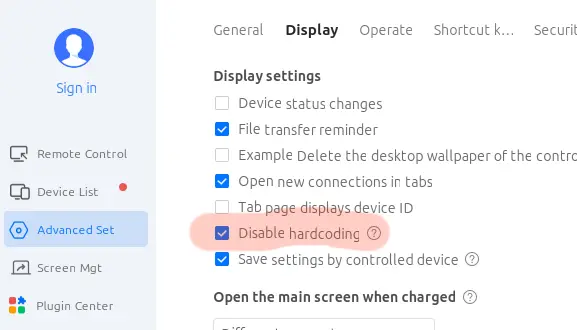 General Display Operate Shortcut k... Securit
Sign in
Display settings
Device status changes
File transfer reminder
Remote Control
Example Delete the desktop wallpaper of the contro
Device List
Open new connections in tabs
Tab page displays device ID
Advanced Set
Disable hardcoding ?
Screen Mgt
Save settings by controlled device ?
Plugin Center
Open the main screen when charged ?